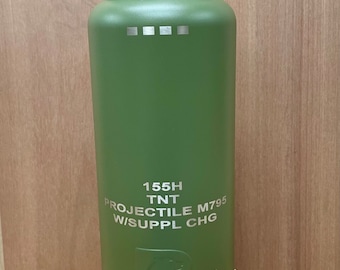 155H
TNT
PROJECTILE M795
W/SUPPL CHG